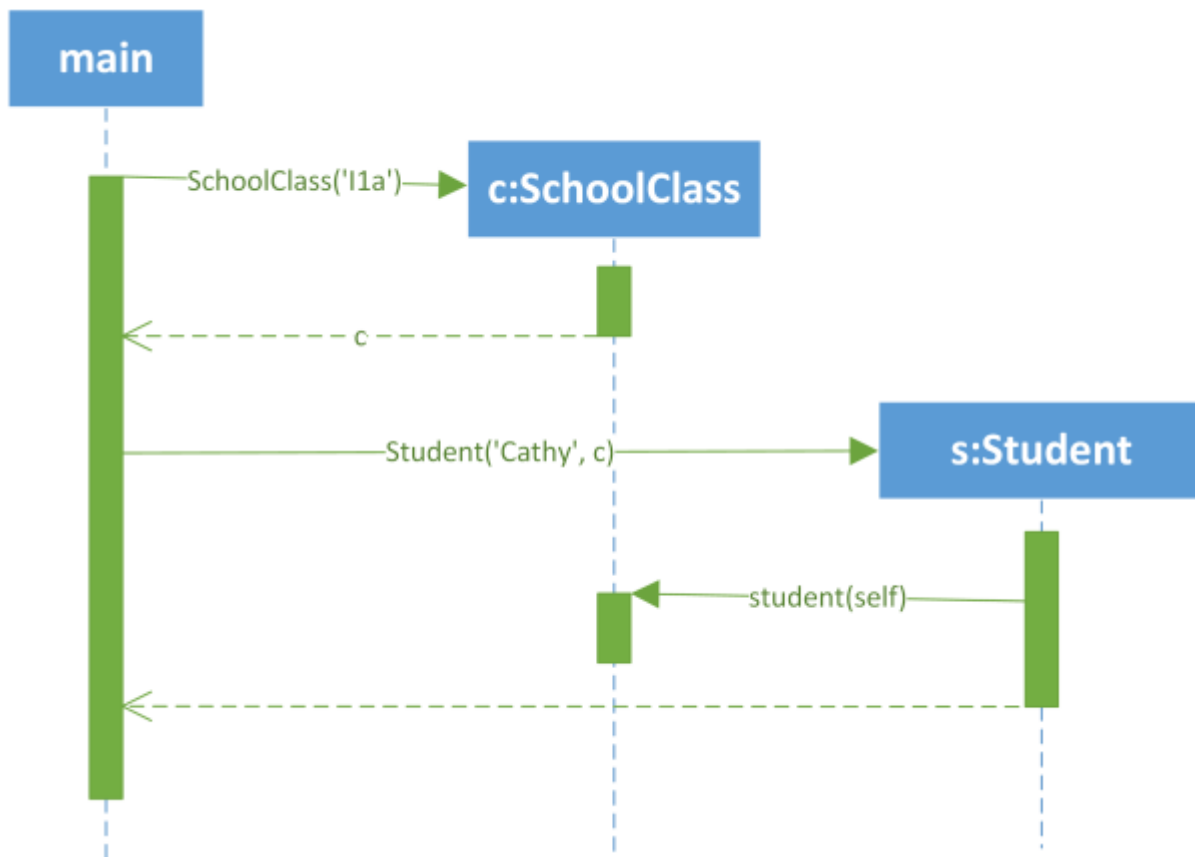 main
SchoolClass('I1a')
c:SchoolClass
c
Student('Cathy', c)
s:Student
student(self)